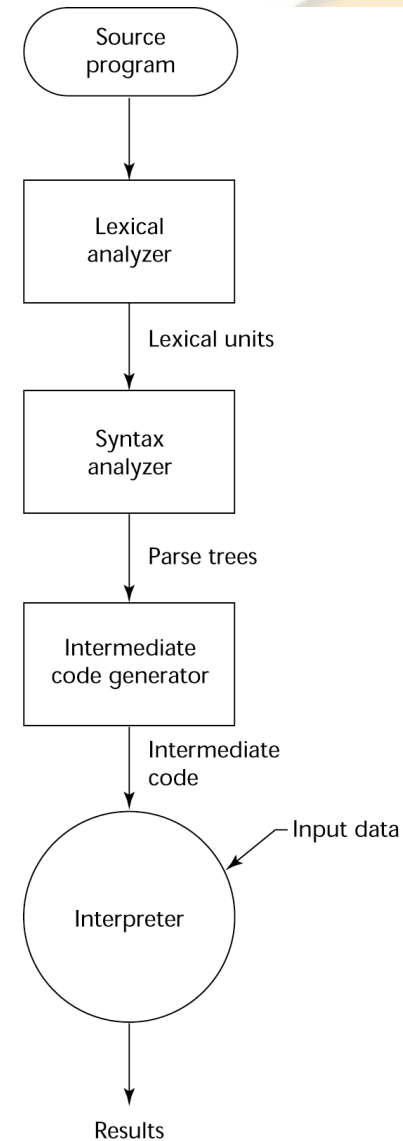 Source
program
Lexical
analyzer
Lexical units
Syntax
analyzer
Parse trees
Intermediate
code generator
Intermediate
code
Input data
Interpreter
Results